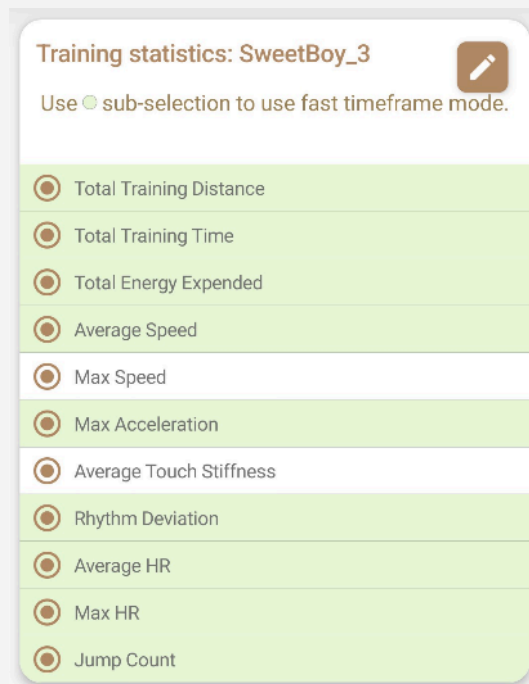 Training statistics: SweetBoy_3
Use sub-selection to use fast timeframe mode.
Total Training Distance
Total Training Time
Total Energy Expended
Average Speed
Max Speed
Max Acceleration
Average Touch Stiffness
Rhythm Deviation
Average HR
Max HR
Jump Count